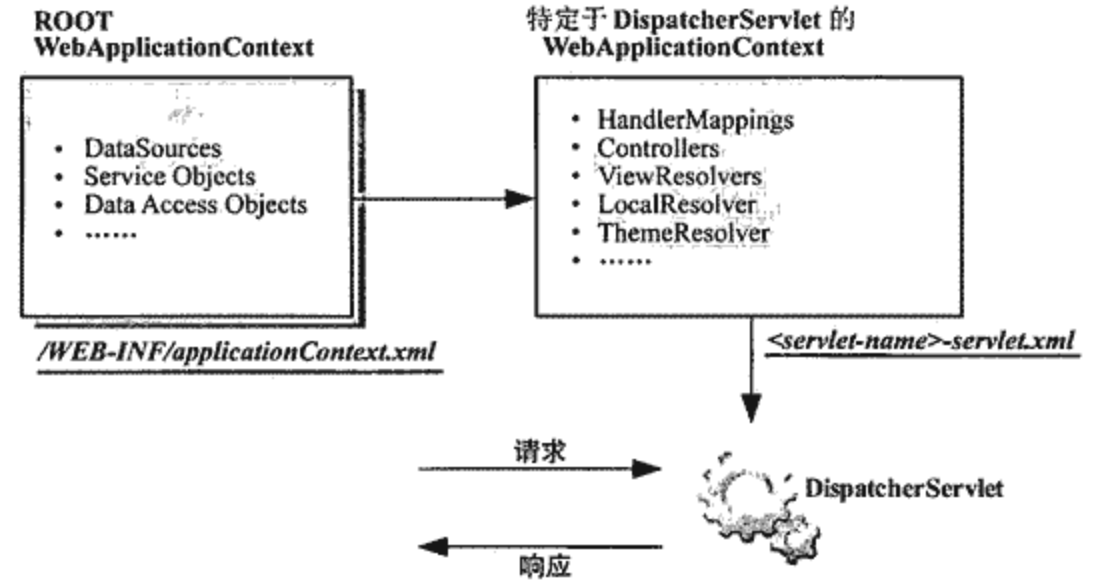 ROOT
WebApplicationContext
特定于 DispatcherServlet 的
WebApplicationContext
• DataSources
• Service Objects
• Data Access Objects
• ······
• HandlerMappings
• Controllers
• ViewResolvers
• LocalResolver
• ThemeResolver
• ······
/WEB-INF/applicationContext.xml
<servlet-name>-servlet.xml
请求
DispatcherServlet
响应